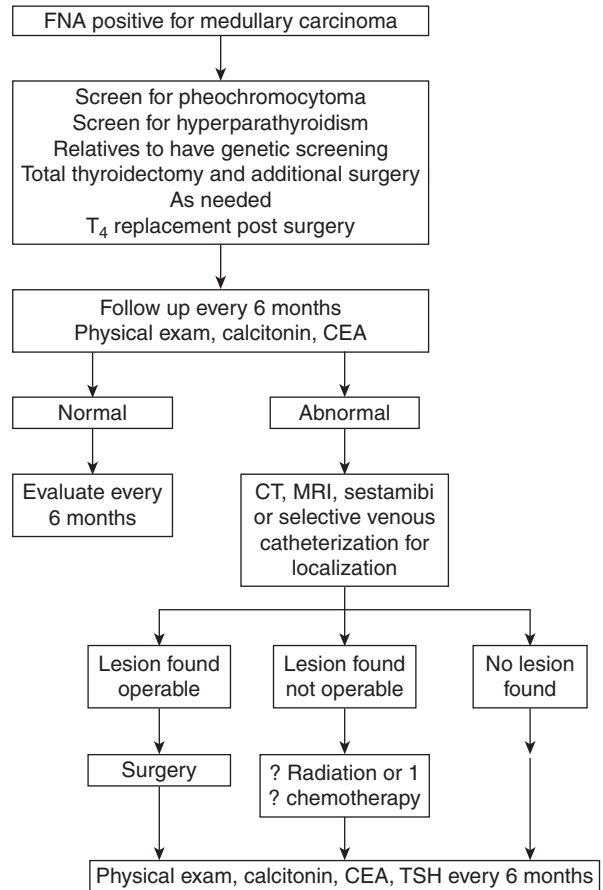 FNA positive for medullary carcinoma
Screen for pheochromocytoma
Screen for hyperparathyroidism
Relatives to have genetic screening
Total thyroidectomy and additional surgery
As needed
T4 replacement post surgery
Follow up every 6 months
Physical exam, calcitonin, CEA
Normal
Abnormal
Evaluate every
6 months
CT, MRI, sestamibi
or selective venous
catheterization for
localization
Lesion found
operable
Lesion found
not operable
No lesion
found
Surgery
? Radiation or 1
? chemotherapy
Physical exam, calcitonin, CEA, TSH every 6 months